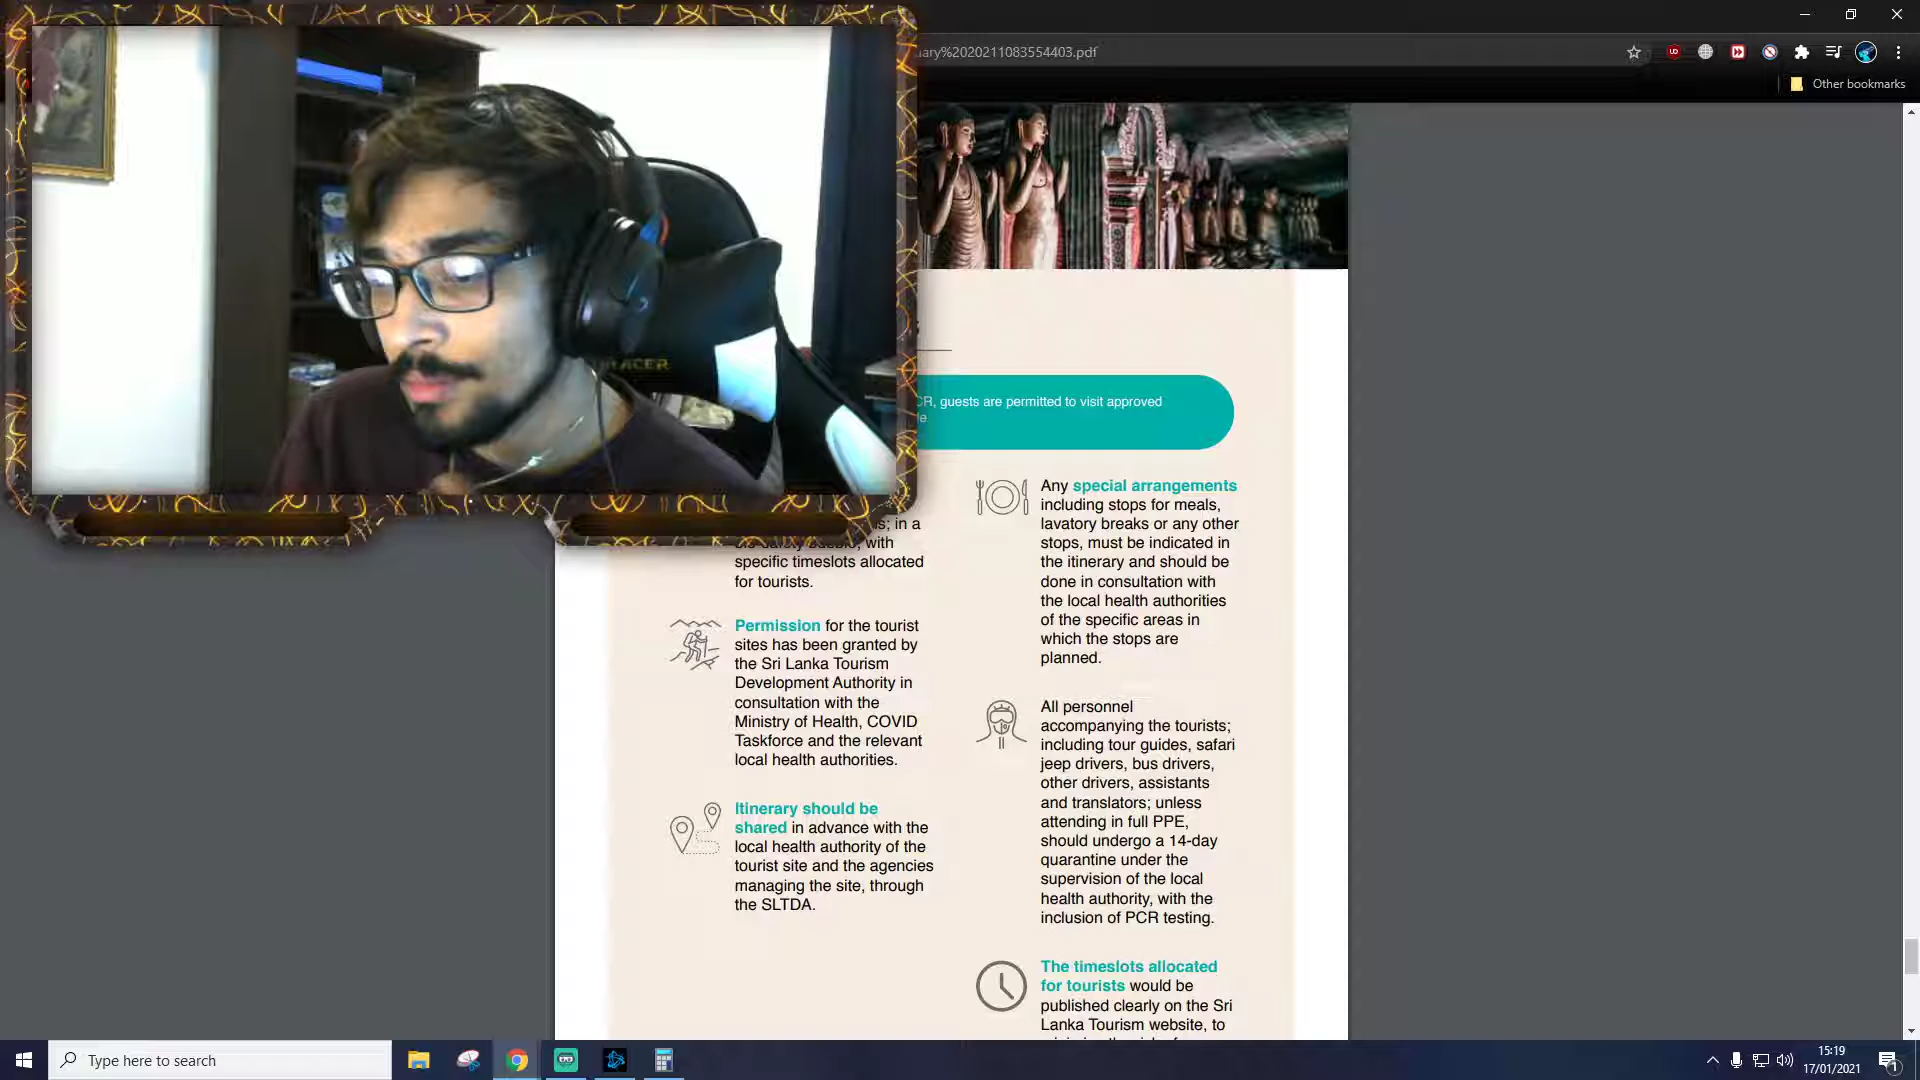 uary%2020211083554403.pdf
Other bookmarks
CR, guests are permitted to visit approved
s; in a
with
specific timeslots allocated
for tourists.
Permission for the tourist
sites has been granted by
the Sri Lanka Tourism
Development Authority in
consultation with the
Ministry of Health, COVID
Taskforce and the relevant
local health authorities.
Itinerary should be
shared in advance with the
local health authority of the
tourist site and the agencies
managing the site, through
the SLTDA.
Any special arrangements
including stops for meals,
lavatory breaks or any other
stops, must be indicated in
the itinerary and should be
done in consultation with
the local health authorities
of the specific areas in
which the stops are
planned.
All personnel
accompanying the tourists;
including tour guides, safari
jeep drivers, bus drivers,
other drivers, assistants
and translators; unless
attending in full PPE,
should undergo a 14-day
quarantine under the
supervision of the local
health authority, with the
inclusion of PCR testing.
The timeslots allocated
for tourists would be
published clearly on the Sri
Lanka Tourism website, to
Type here to search
15:19
17/01/2021
1